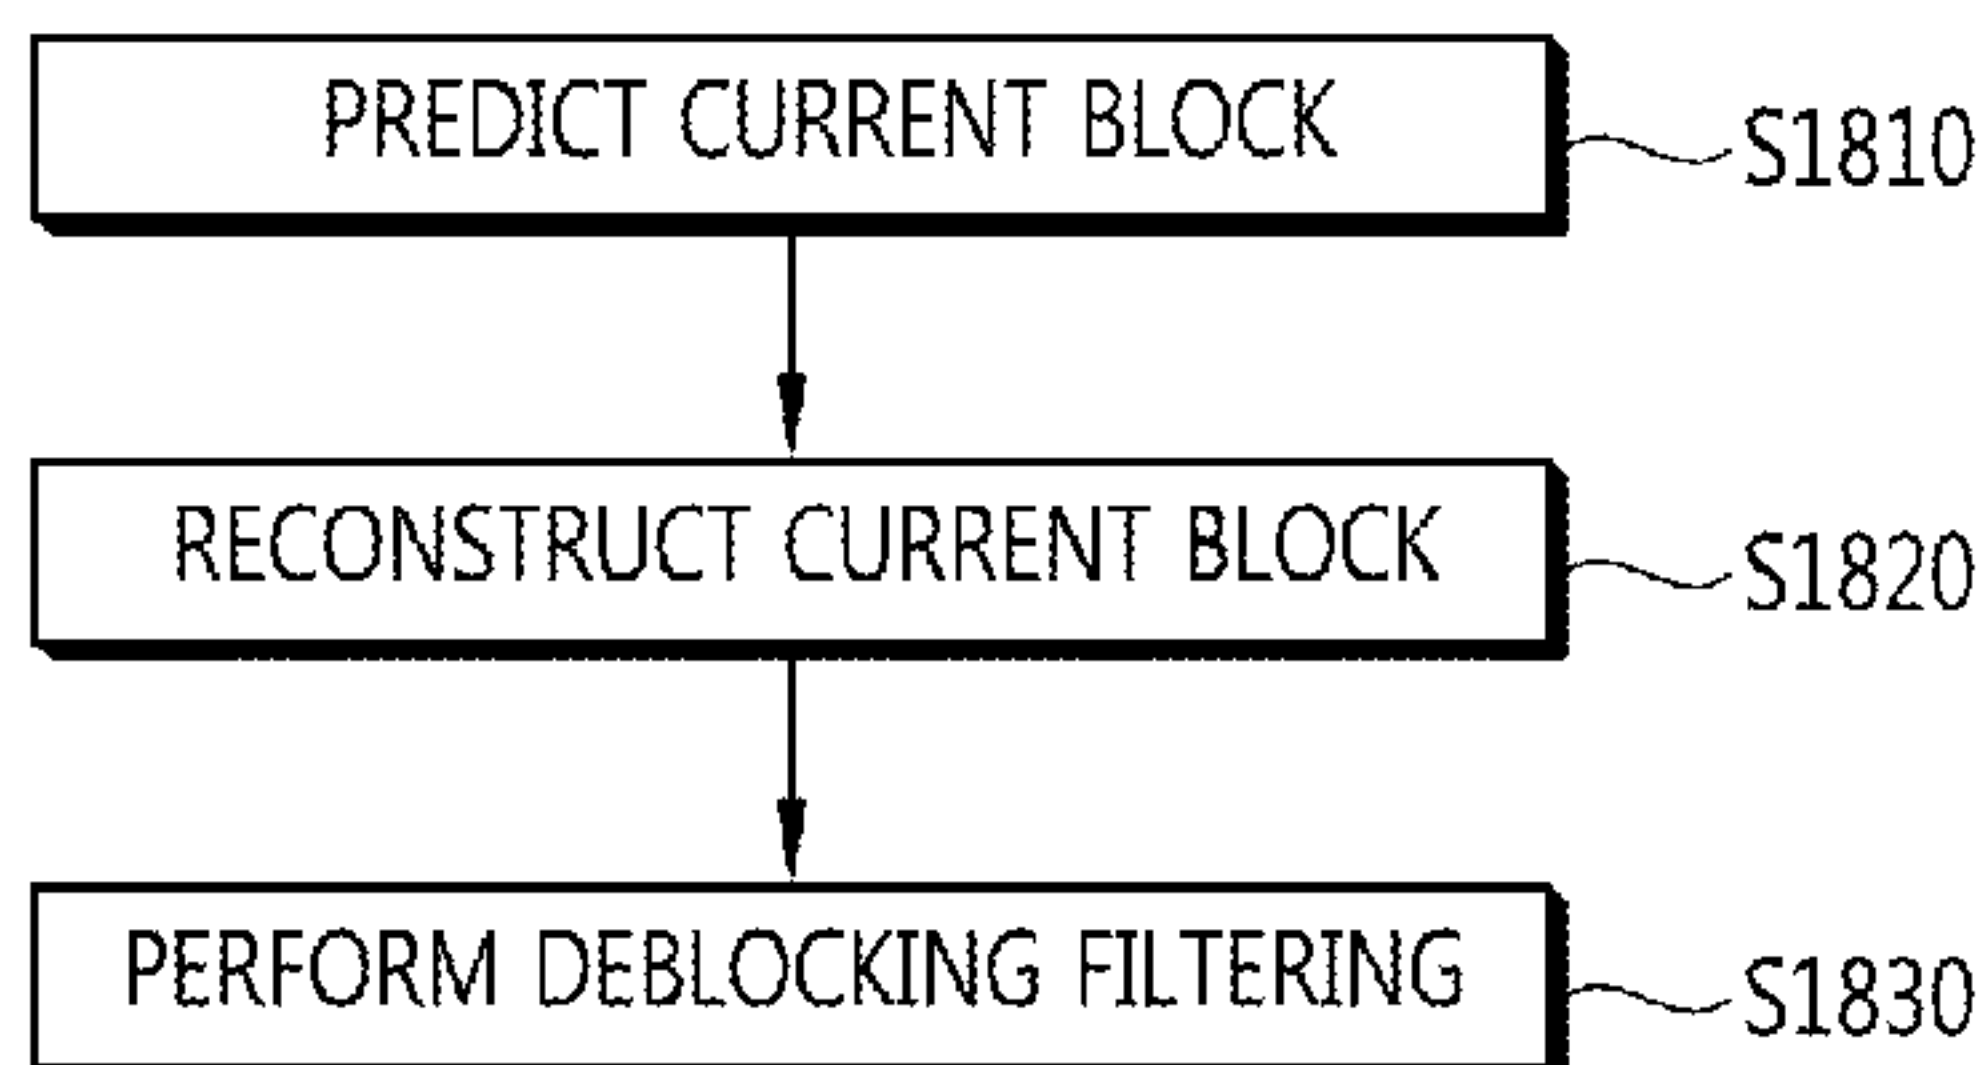 PREDICT CURRENT BLOCK
S1810
RECONSTRUCT CURRENT BLOCK
S1820
PERFORM DEBLOCKING FILTERING
S1830